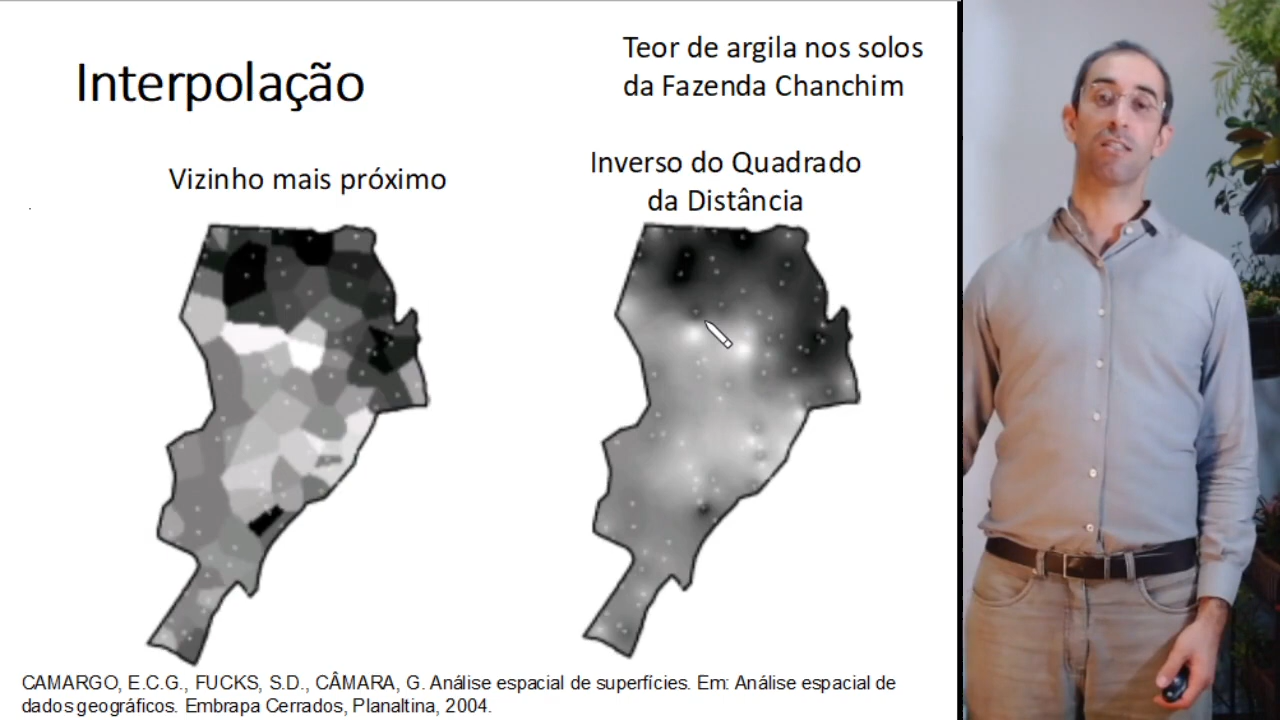 Interpolação
Teor de argila nos solos
da Fazenda Chanchim
Vizinho mais próximo
Inverso do Quadrado
da Distância
CAMARGO, E.C.G., FUCKS, S.D., CÂMARA, G. Análise espacial de superfícies. Em: Análise espacial de
dados geográficos. Embrapa Cerrados, Planaltina, 2004.